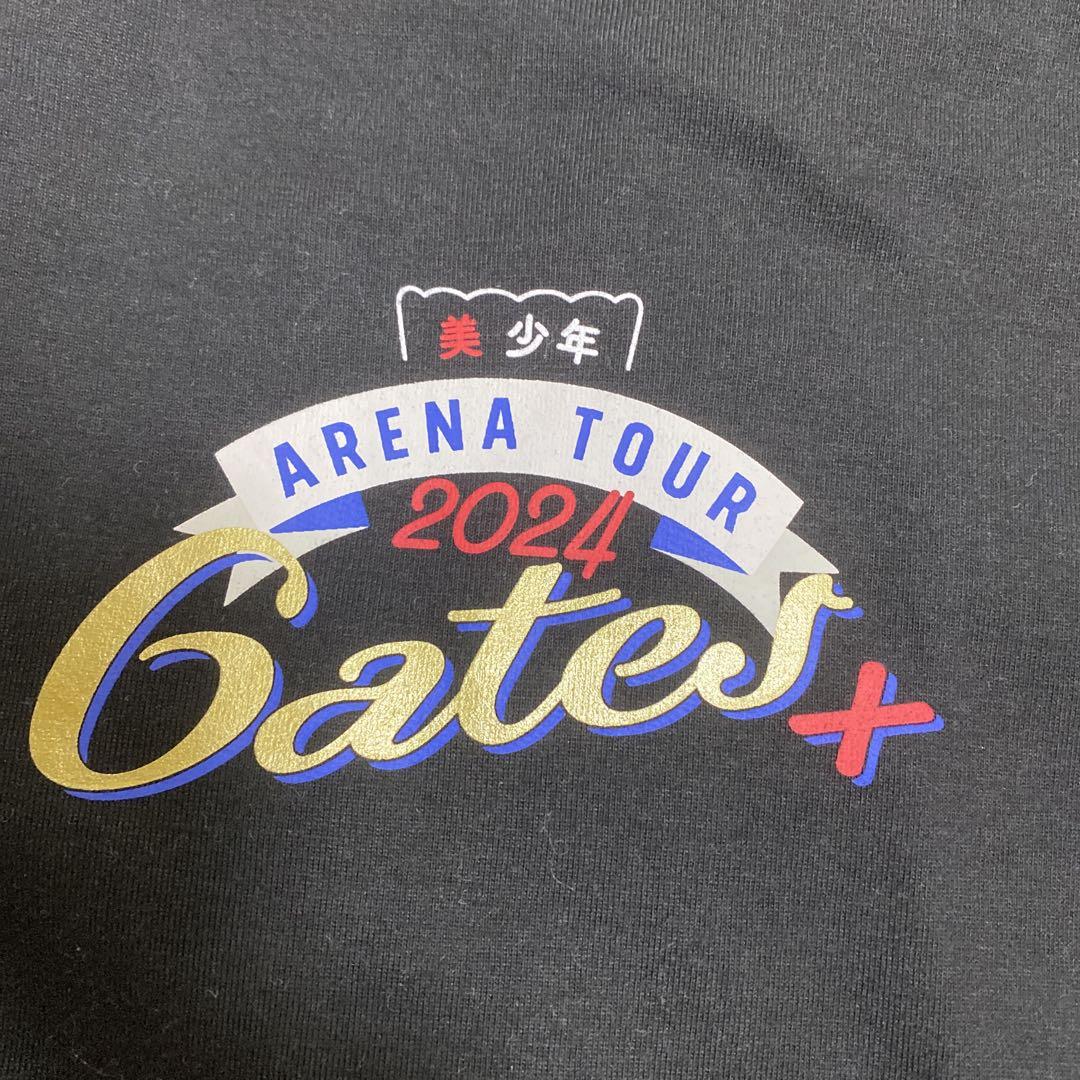 美 少年
ARENA TOUR
2024
Gates+